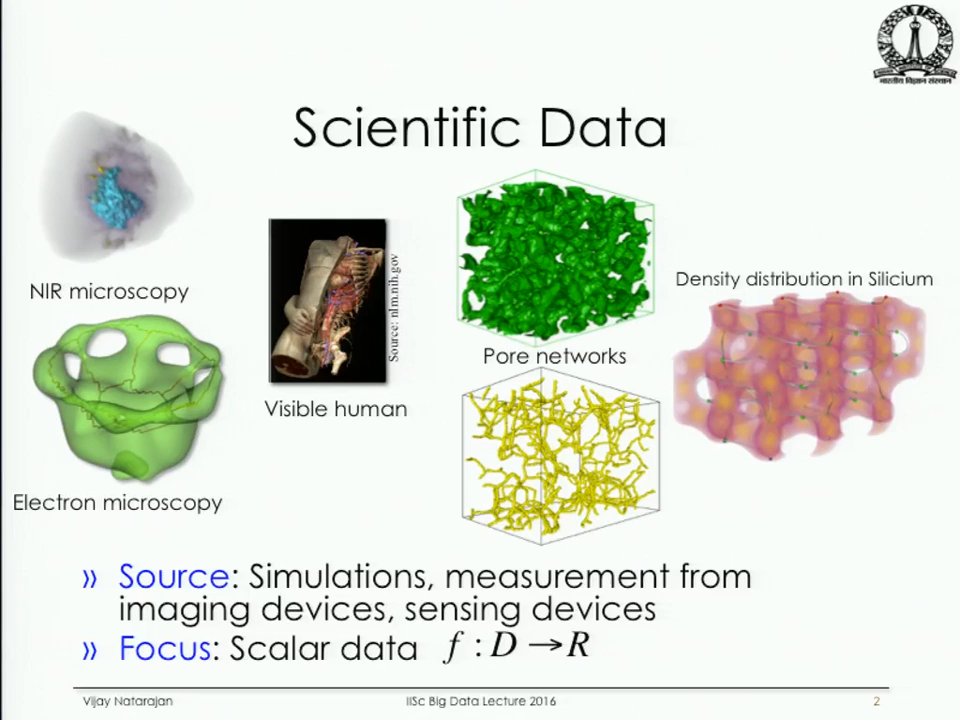 भारतीय विज्ञान संस्थान
Scientific Data
NIR microscopy
Source: nlm.nih.gov
Density distribution in Silicium
Pore networks
Visible human
Electron microscopy
» Source: Simulations, measurement from
imaging devices, sensing devices
» Focus: Scalar data f : D → R
Vijay Natarajan
IISc Big Data Lecture 2016
2